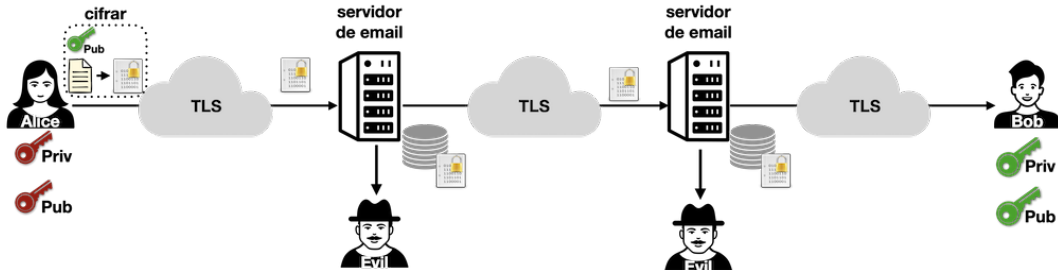 cifrar
servidor
de email
servidor
de email
Pub
TLS
TLS
TLS
Alice
Bob
Priv
Pub
Priv
Pub
Evil
Evil